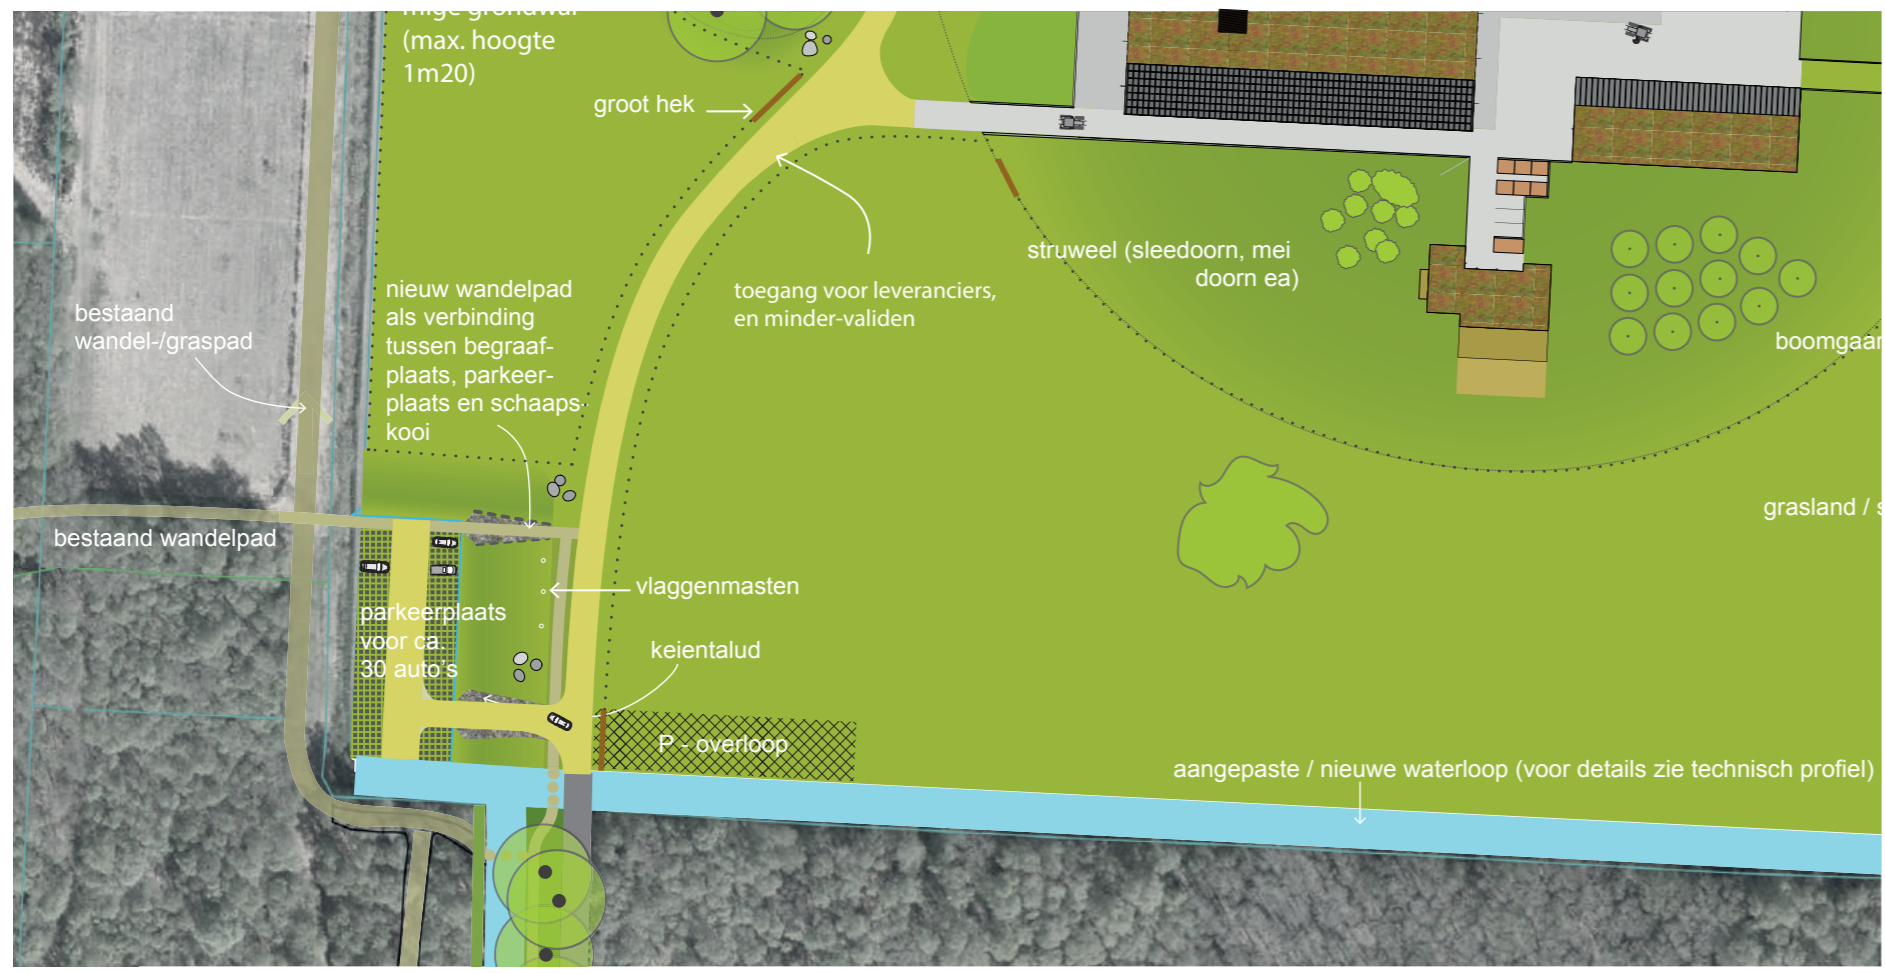 (max. hoogte
1m20)
groot hek
struweel (sleedoorn, mei
doorn ea)
nieuw wandelpad
als verbinding
tussen begraaf-
plaats, parkeer-
plaats en schaaps-
kooi
toegang voor leveranciers,
en minder-validen
bestaand
wandel-/graspad
boomgaar
grasland / s
bestaand wandelpad
vlaggenmasten
parkeerplaats
voor ca.
30 auto's
keientalud
P - overloop
aangepaste / nieuwe waterloop (voor details zie technisch profiel)